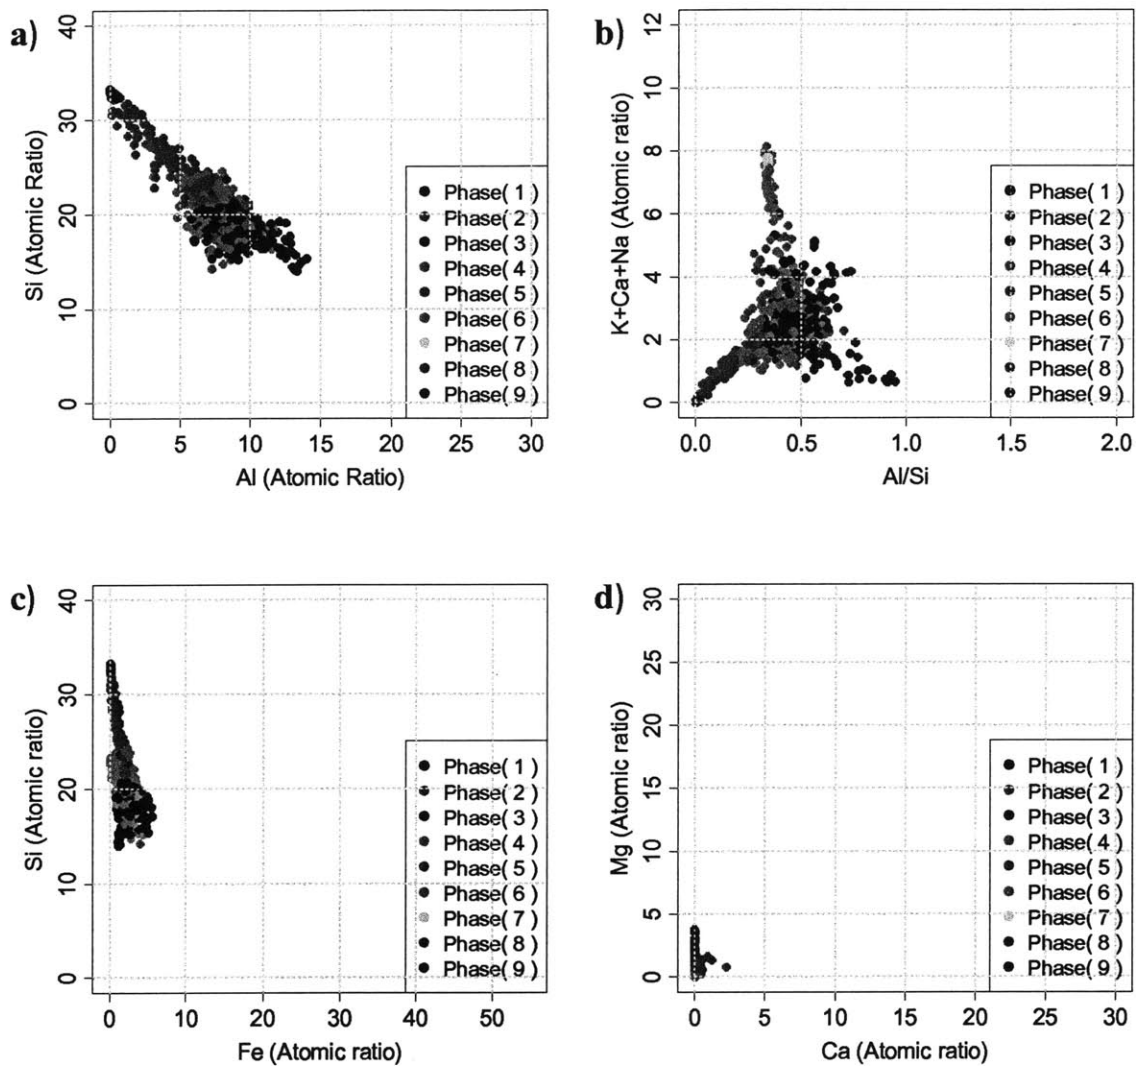 a)
40
30
20
10
0
Si (Atomic Ratio)
0 5 10 15 20 25 30
Al (Atomic Ratio)
Phase( 1 )
Phase( 2 )
Phase( 3 )
Phase( 4 )
Phase( 5 )
Phase( 6 )
Phase( 7 )
Phase( 8 )
Phase( 9 )
b)
12
10
8
6
4
2
0
K+Ca+Na (Atomic ratio)
0.0 0.5 1.0 1.5 2.0
Al/Si
Phase( 1 )
Phase( 2 )
Phase( 3 )
Phase( 4 )
Phase( 5 )
Phase( 6 )
Phase( 7 )
Phase( 8 )
Phase( 9 )
c)
40
30
20
10
0
Si (Atomic ratio)
0 10 20 30 40 50
Fe (Atomic ratio)
Phase( 1 )
Phase( 2 )
Phase( 3 )
Phase( 4 )
Phase( 5 )
Phase( 6 )
Phase( 7 )
Phase( 8 )
Phase( 9 )
d)
30
25
20
15
10
5
0
Mg (Atomic ratio)
0 5 10 15 20 25 30
Ca (Atomic ratio)
Phase( 1 )
Phase( 2 )
Phase( 3 )
Phase( 4 )
Phase( 5 )
Phase( 6 )
Phase( 7 )
Phase( 8 )
Phase( 9 )